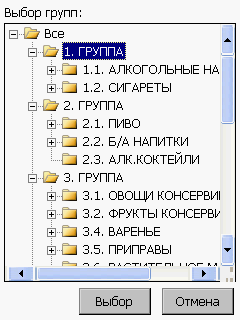 Выбор групп:
Все
1. ГРУППА
1.1. АЛКОГОЛЬНЫЕ НА
1.2. СИГАРЕТЫ
2. ГРУППА
2.1. ПИВО
2.2. Б/А НАПИТКИ
2.3. АЛК.КОКТЕЙЛИ
3. ГРУППА
3.1. ОВОЩИ КОНСЕРВИ
3.2. ФРУКТЫ КОНСЕРВИ
3.4. ВАРЕНЬЕ
3.5. ПРИПРАВЫ
3.6. РАСТИТЕЛЬНОЕ М
Выбор Отмена